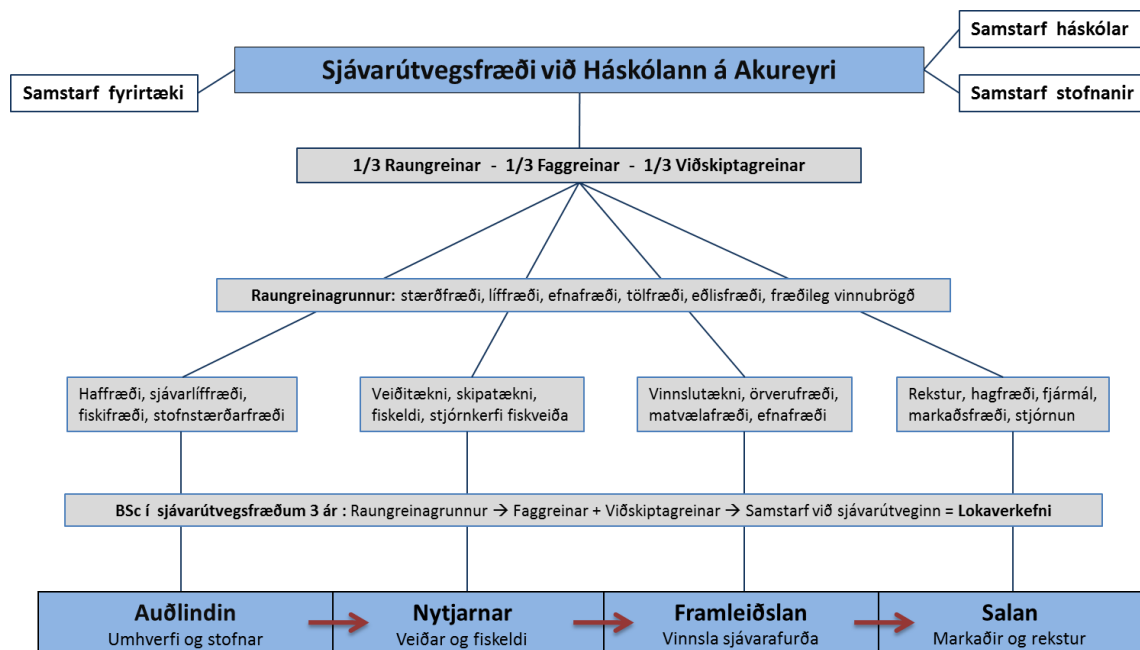 Samstarf háskólar
Sjávarútvegsfræði við Háskólann á Akureyri
Samstarf fyrirtæki
Samstarf stofnanir
1/3 Raungreinar - 1/3 Faggreinar - 1/3 Viðskiptagreinar
Raungreinagrunnur: stærðfræði, líffræði, efnafræði, tölfræði, eðlisfræði, fræðileg vinnubrögð
Haffræði, sjávarlíffræði,
fiskifræði, stofnstærðarfræði
Veiðitækni, skipatækni,
fiskeldi, stjórnkerfi fiskveiða
Vinnslutækni, örverufræði,
matvælafræði, efnafræði
Rekstur, hagfræði, fjármál,
markaðsfræði, stjórnun
BSc í sjávarútvegsfræðum 3 ár : Raungreinagrunnur → Faggreinar + Viðskiptagreinar → Samstarf við sjávarútveginn = Lokaverkefni
Auðlindin
Umhverfi og stofnar
Nytjarnar
Veiðar og fiskeldi
Framleiðslan
Vinnsla sjávarafurða
Salan
Markaðir og rekstur